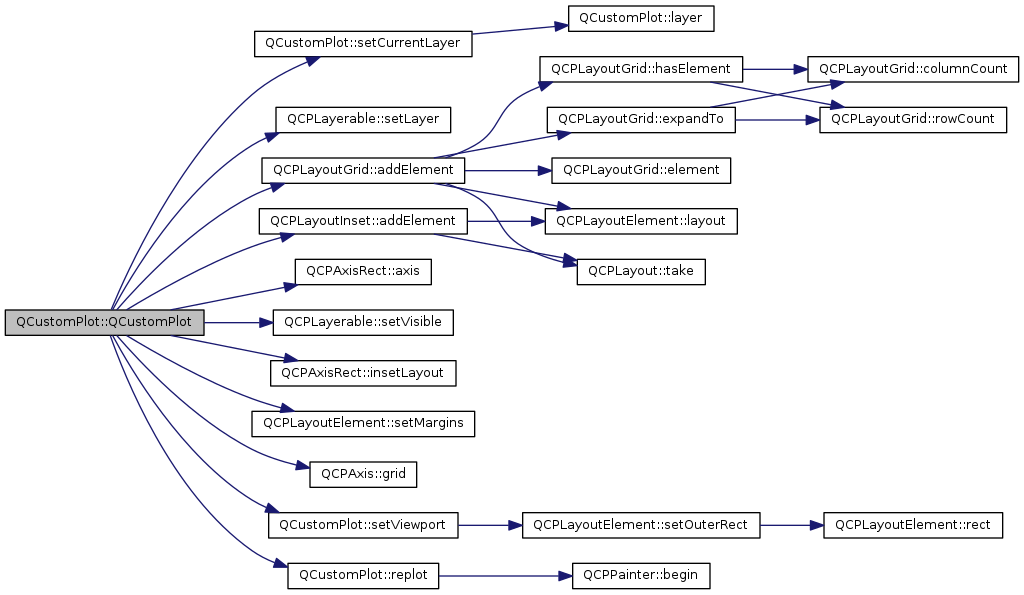 QCustomPlot::layer
QCustomPlot::setCurrentLayer
QCPLayoutGrid::hasElement
QCPLayoutGrid::columnCount
QCPLayerable::setLayer
QCPLayoutGrid::expandTo
QCPLayoutGrid::rowCount
QCPLayoutGrid::addElement
QCPLayoutGrid::element
QCPLayoutInset::addElement
QCPLayoutElement::layout
QCPAxisRect::axis
QCPLayout::take
QCustomPlot::QCustomPlot
QCPLayerable::setVisible
QCPAxisRect::insetLayout
QCPLayoutElement::setMargins
QCPAxis::grid
QCustomPlot::setViewport
QCPLayoutElement::setOuterRect
QCPLayoutElement::rect
QCustomPlot::replot
QCPPainter::begin